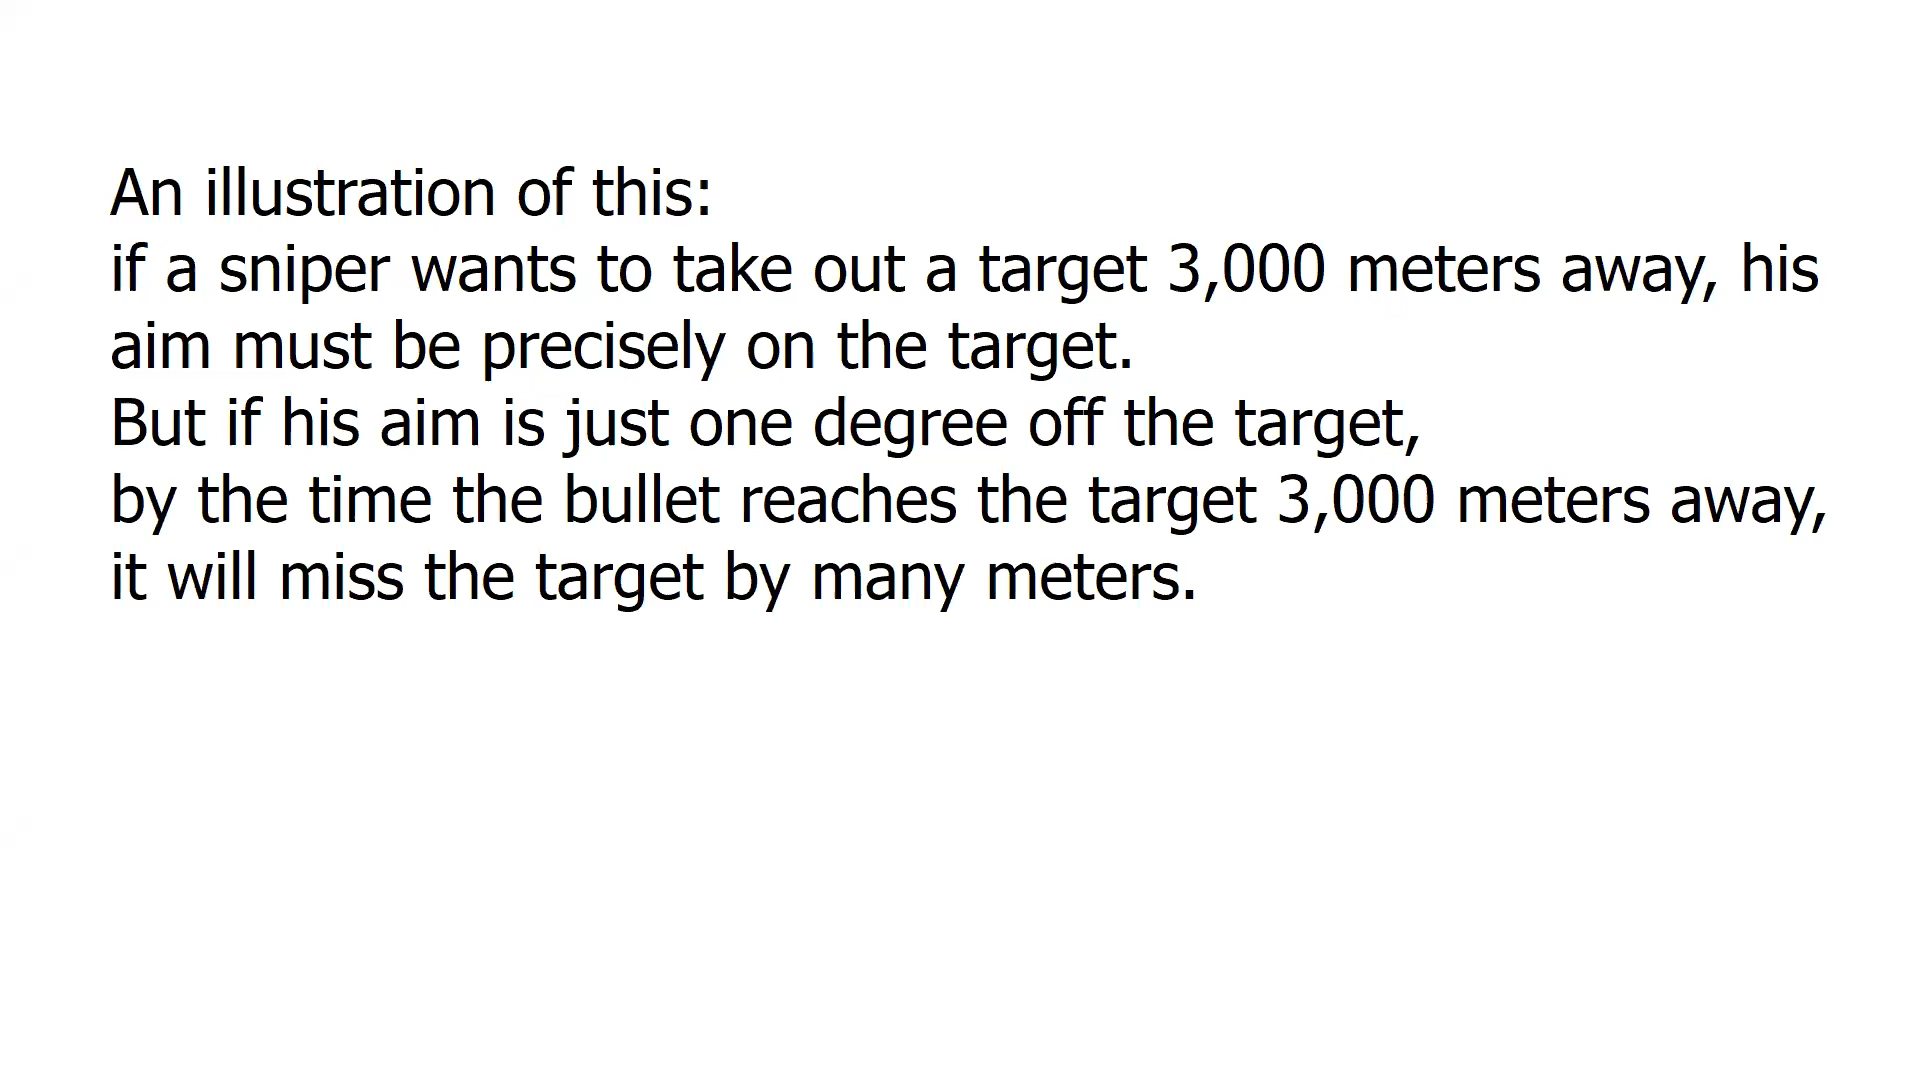 An illustration of this:
if a sniper wants to take out a target 3,000 meters away, his
aim must be precisely on the target.
But if his aim is just one degree off the target,
by the time the bullet reaches the target 3,000 meters away,
it will miss the target by many meters.